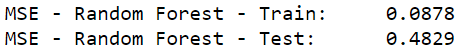 MSE - Random Forest - Train:     0.0878
MSE - Random Forest - Test:      0.4829